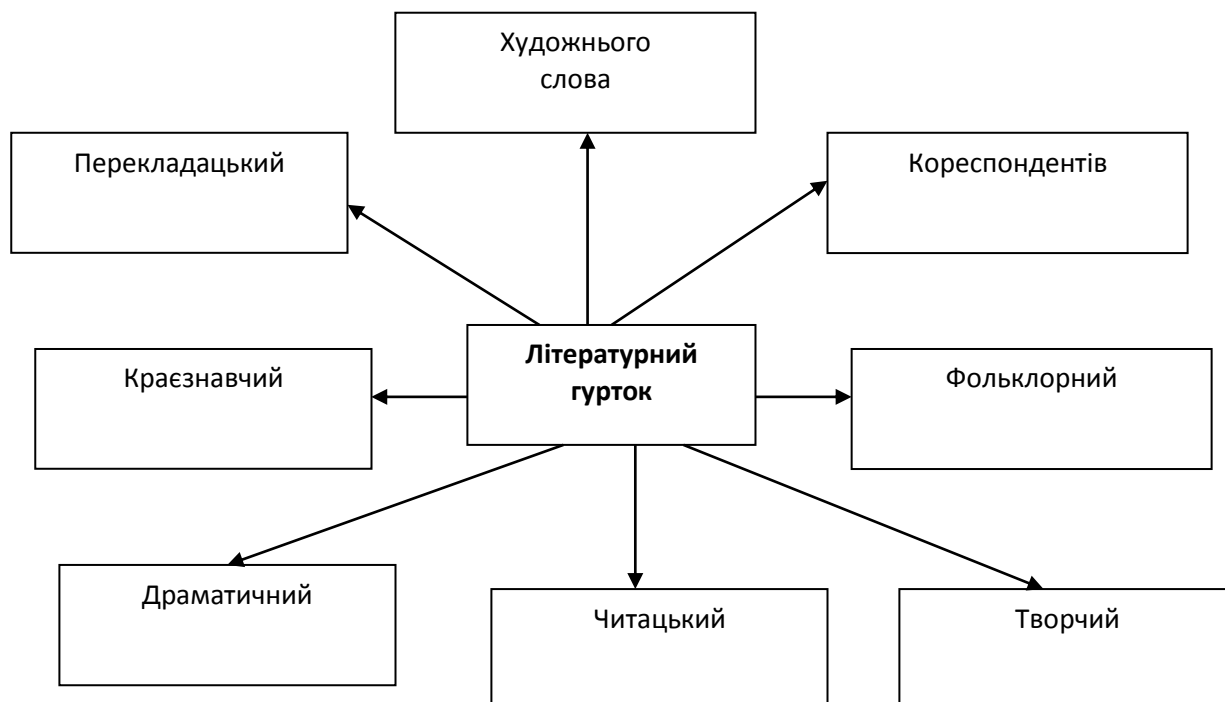 Художнього
слова
Перекладацький
Кореспондентів
Літературний
гурток
Краєзнавчий
Фольклорний
Драматичний
Читацький
Творчий